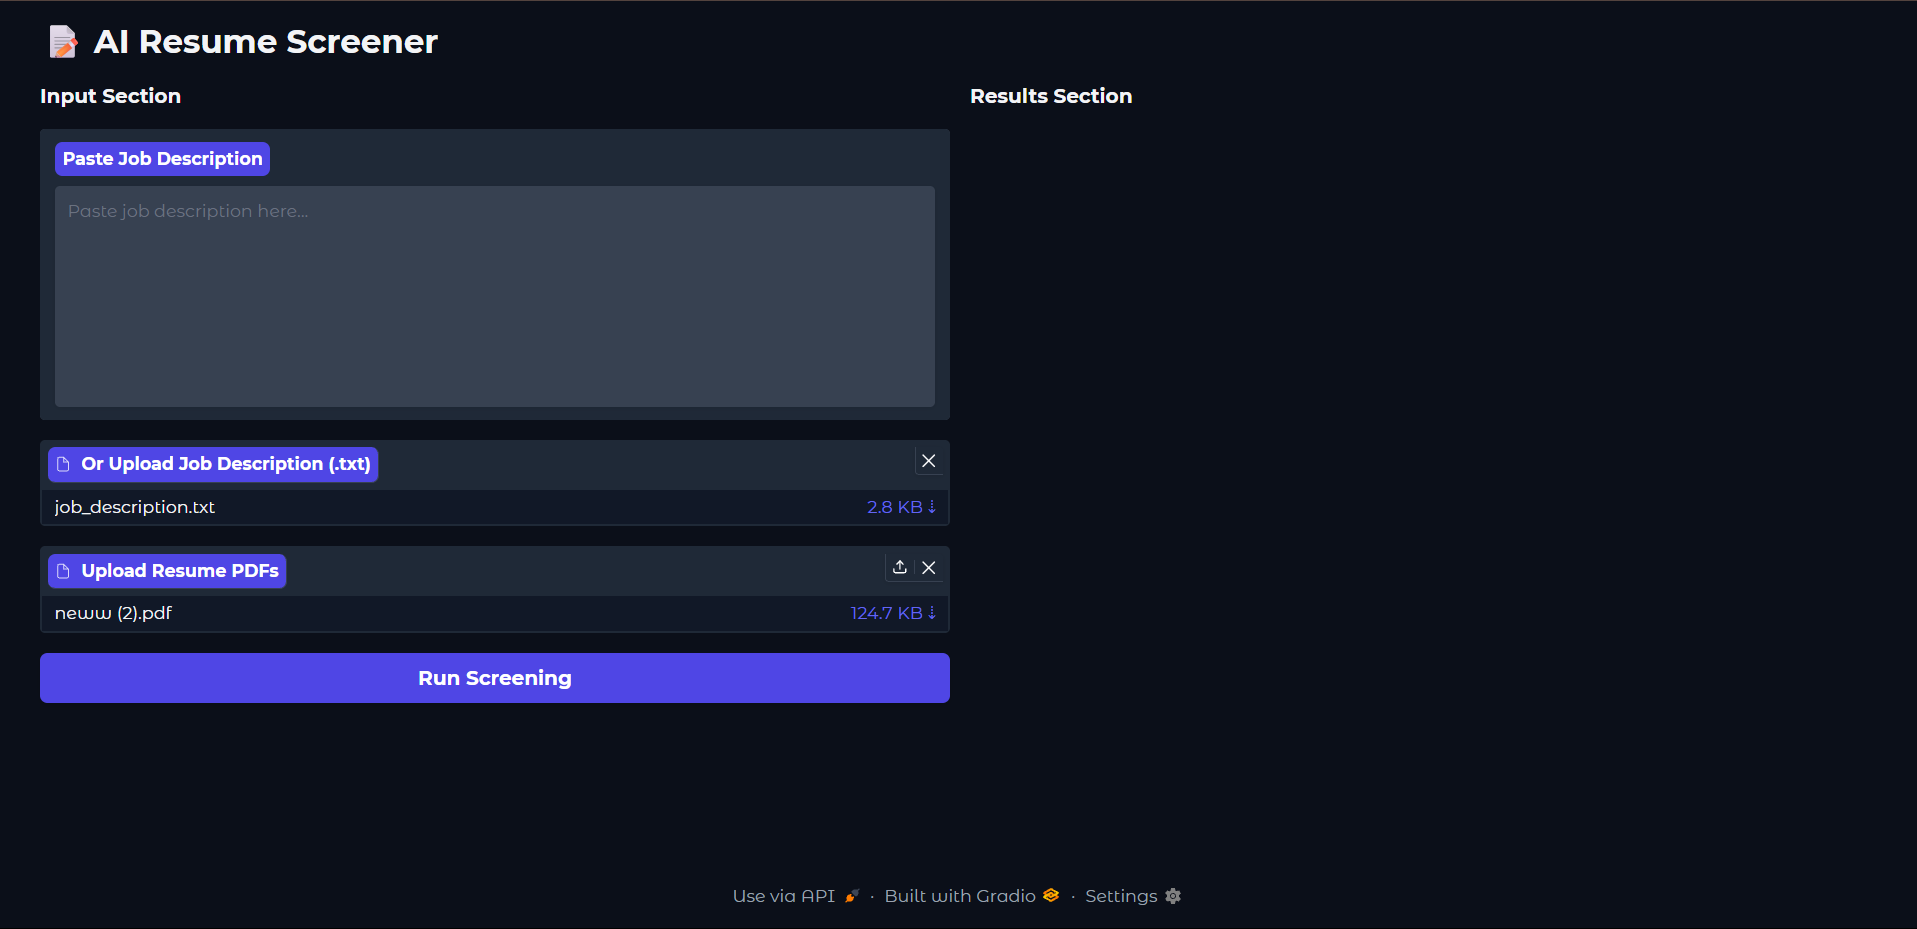 AI Resume Screener
Input Section
Paste Job Description
Paste job description here...
Or Upload Job Description (.txt)
job_description.txt
2.8 KB ⇣
Upload Resume PDFs
neww (2).pdf
124.7 KB ⇣
Run Screening
Results Section
Use via API · Built with Gradio · Settings